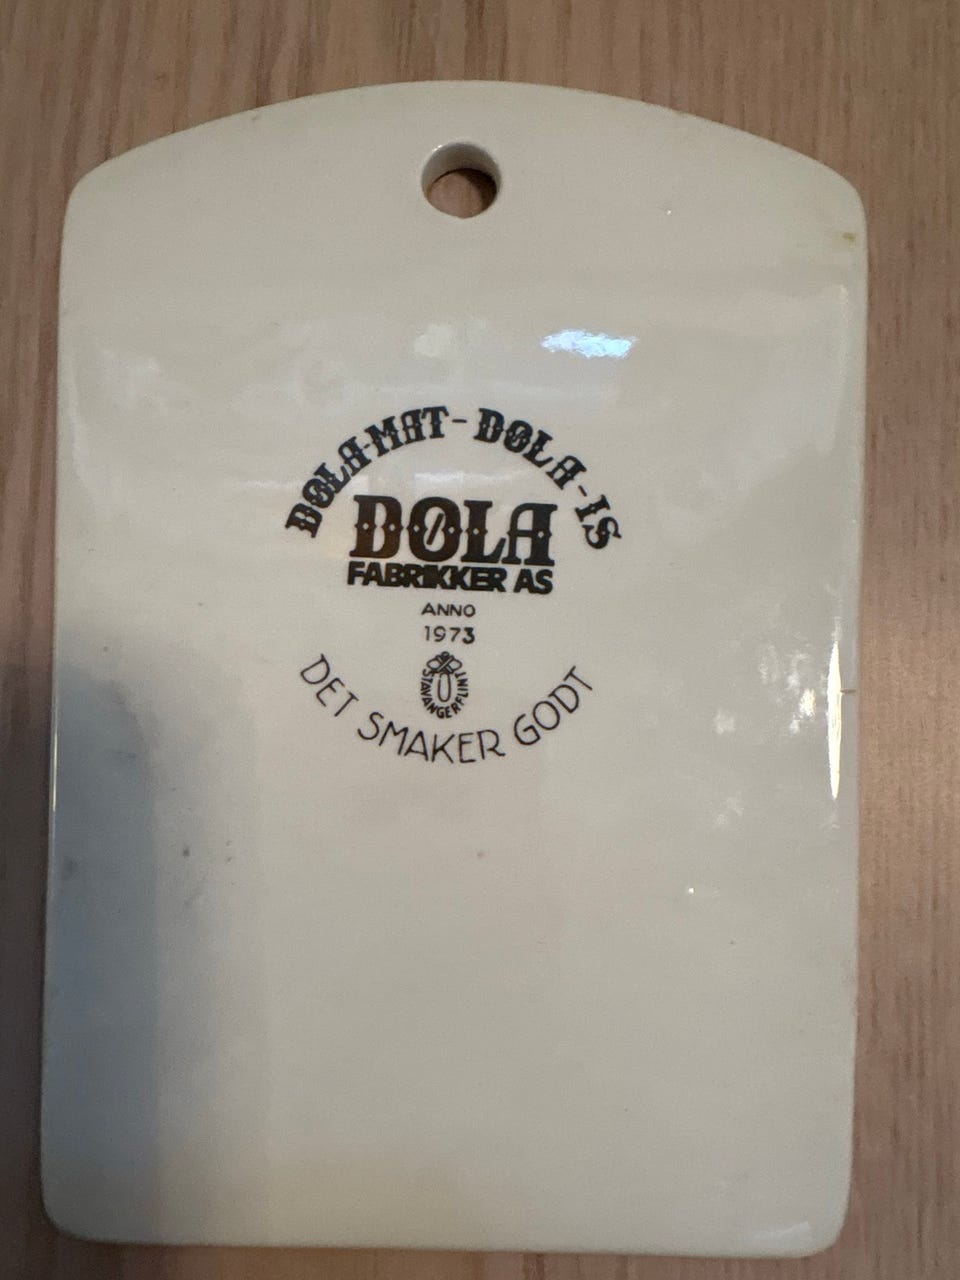 DØLA-MAT - DØLA - IS
DØLA
FABRIKKER AS
ANNO
1973
STAVANGERFLINT
DET SMAKER GODT